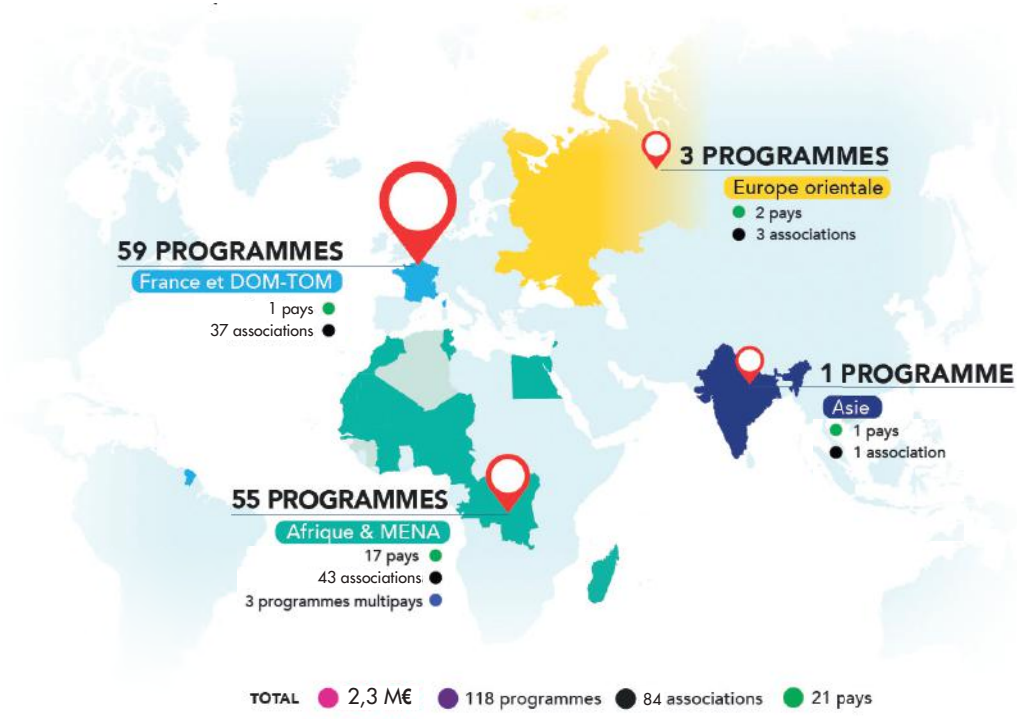 3 PROGRAMMES
Europe orientale
2 pays
3 associations
59 PROGRAMMES
France et DOM-TOM
1 pays
37 associations
1 PROGRAMME
Asie
1 pays
1 association
55 PROGRAMMES
Afrique & MENA
17 pays
43 associations
3 programmes multipays
TOTAL 2,3 M€ 118 programmes 84 associations 21 pays